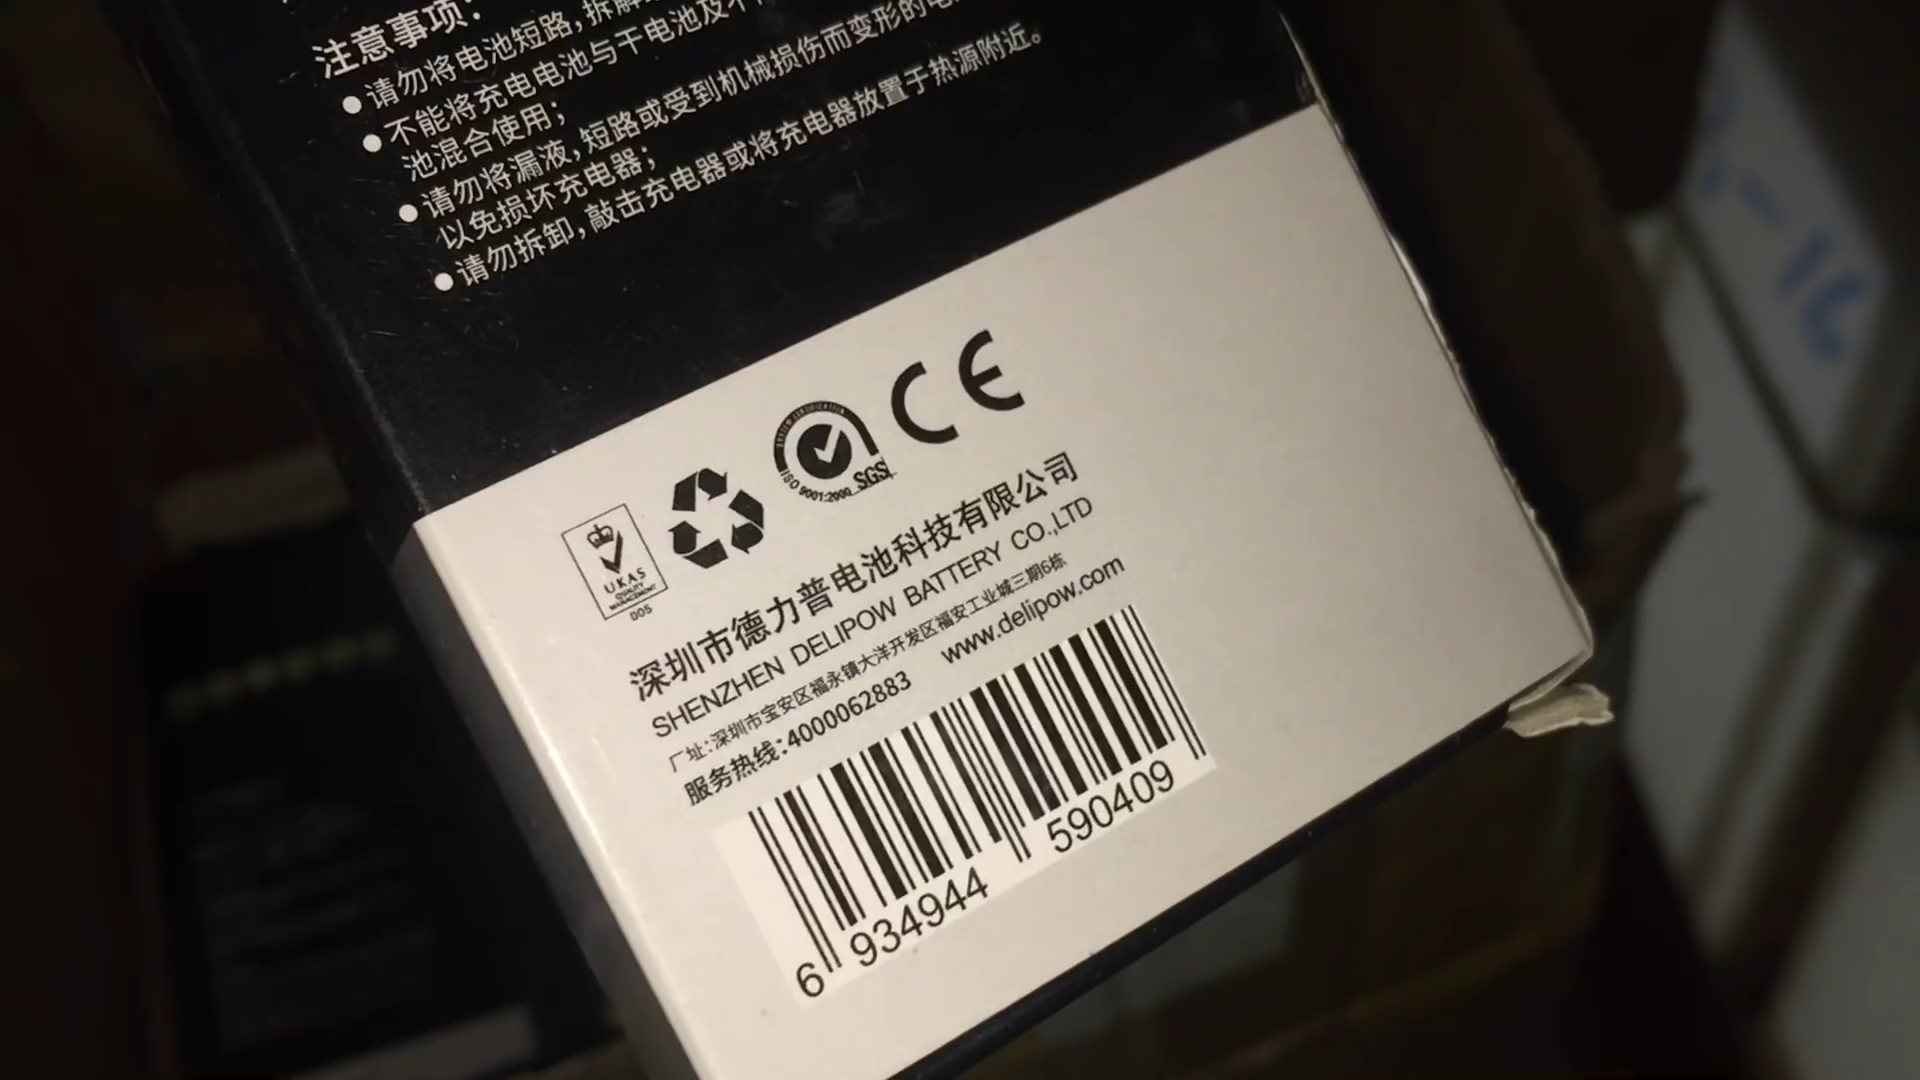 注意事项：
●请勿将电池短路，拆解
●不能将充电电池与干电池及不
池混合使用；
●请勿将漏液，短路或受到机械损伤而变形的电
以免损坏充电器；
●请勿拆卸，敲击充电器或将充电器放置于热源附近。
CE
SYSTEM CERTIFICATION
ISO 9001:2000 SGS
UKAS
QUALITY
MANAGEMENT
005
深圳市德力普电池科技有限公司
SHENZHEN DELIPOW BATTERY CO.,LTD
厂址：深圳市宝安区福永镇大洋开发区福安工业城三期6栋
服务热线：4000062883 www.delipow.com
6 934944 590409